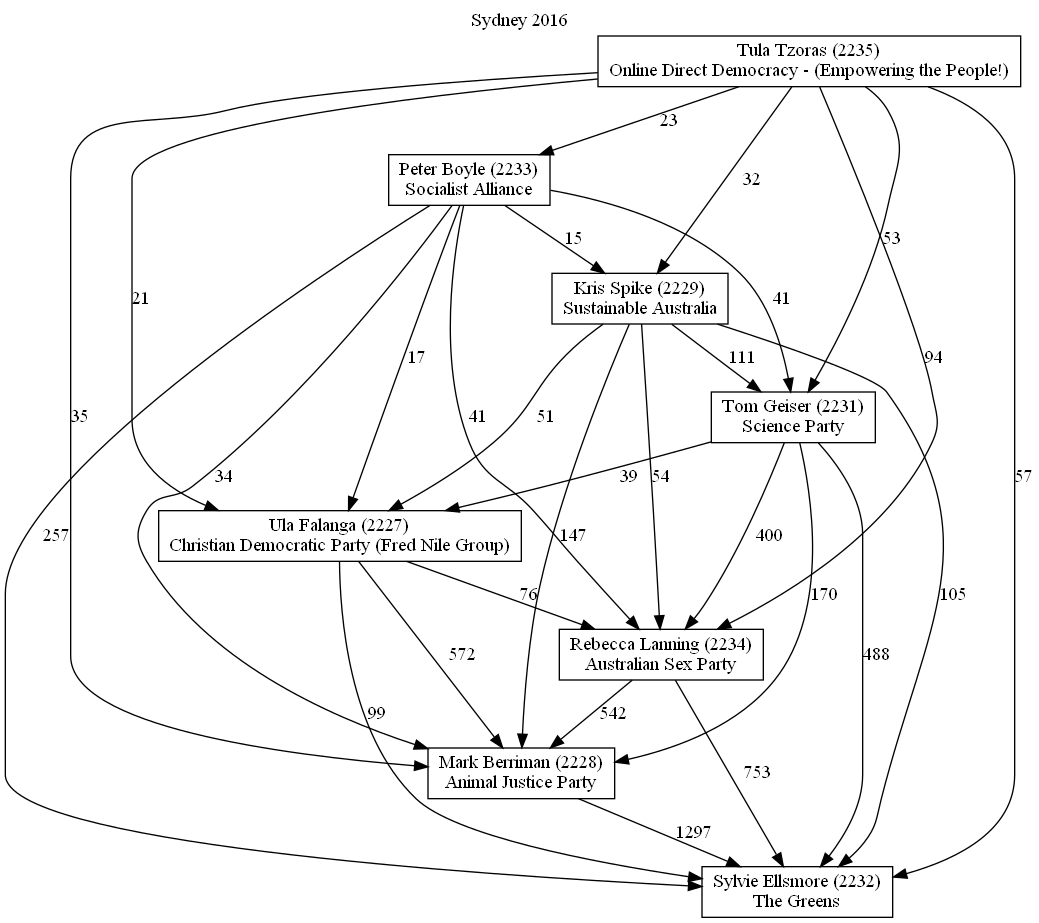 Sydney 2016
Tula Tzoras (2235)
Online Direct Democracy - (Empowering the People!)
23
Peter Boyle (2233)
Socialist Alliance
32
53
15
Kris Spike (2229)
Sustainable Australia
21
41
17
111
94
Tom Geiser (2231)
Science Party
35
41
51
34
39
54
57
257
Ula Falanga (2227)
Christian Democratic Party (Fred Nile Group)
147
400
76
170
105
Rebecca Lanning (2234)
Australian Sex Party
572
488
99
542
Mark Berriman (2228)
Animal Justice Party
753
1297
Sylvie Ellsmore (2232)
The Greens